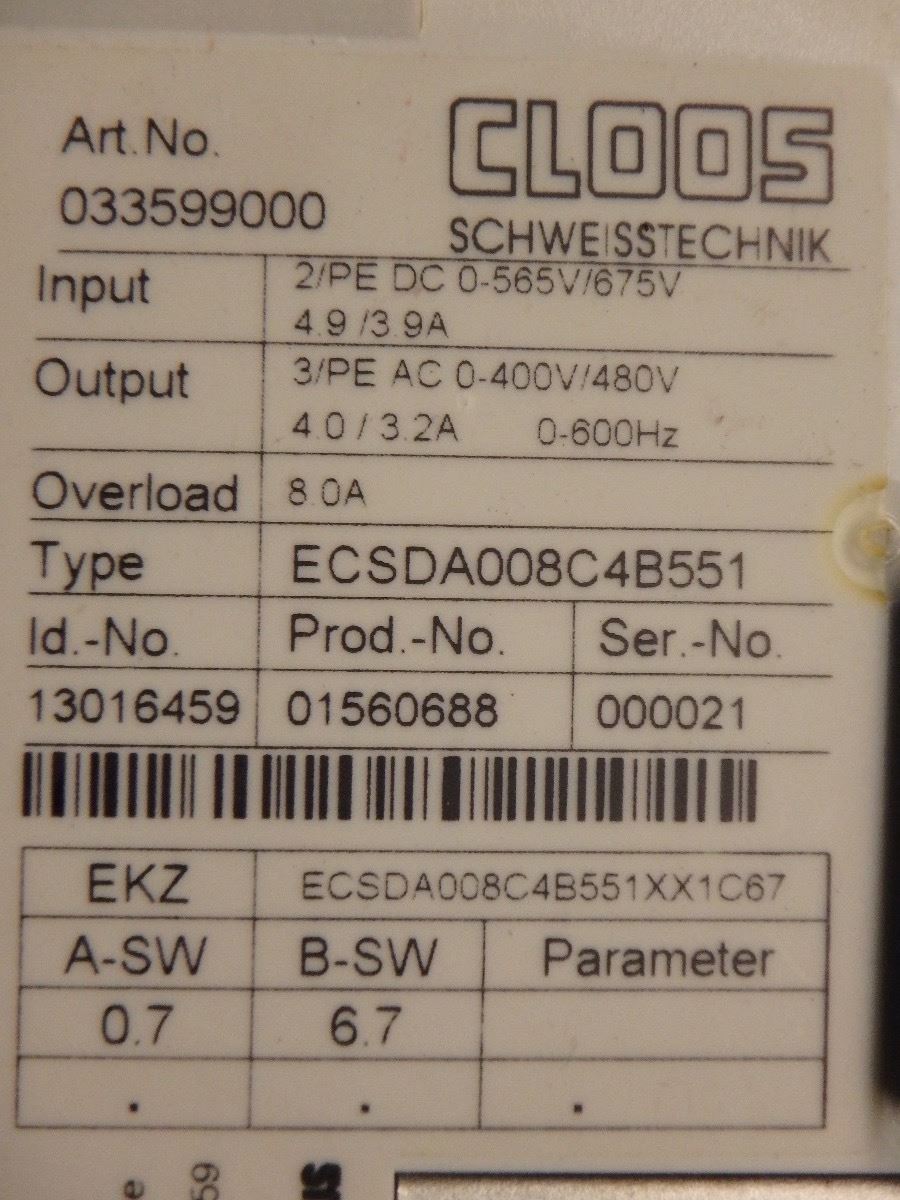 Art.No.
033599000
CLOOS
SCHWEISSTECHNIK
Input
2/PE DC 0-565V/675V
4.9 /3.9A
Output
3/PE AC 0-400V/480V
4.0 / 3.2A 0-600Hz
Overload 8.0A
Type ECSDA008C4B551
Id.-No. Prod.-No. Ser.-No.
13016459 01560688 000021
EKZ ECSDA008C4B551XX1C67
A-SW B-SW Parameter
0.7 6.7
. . .
59